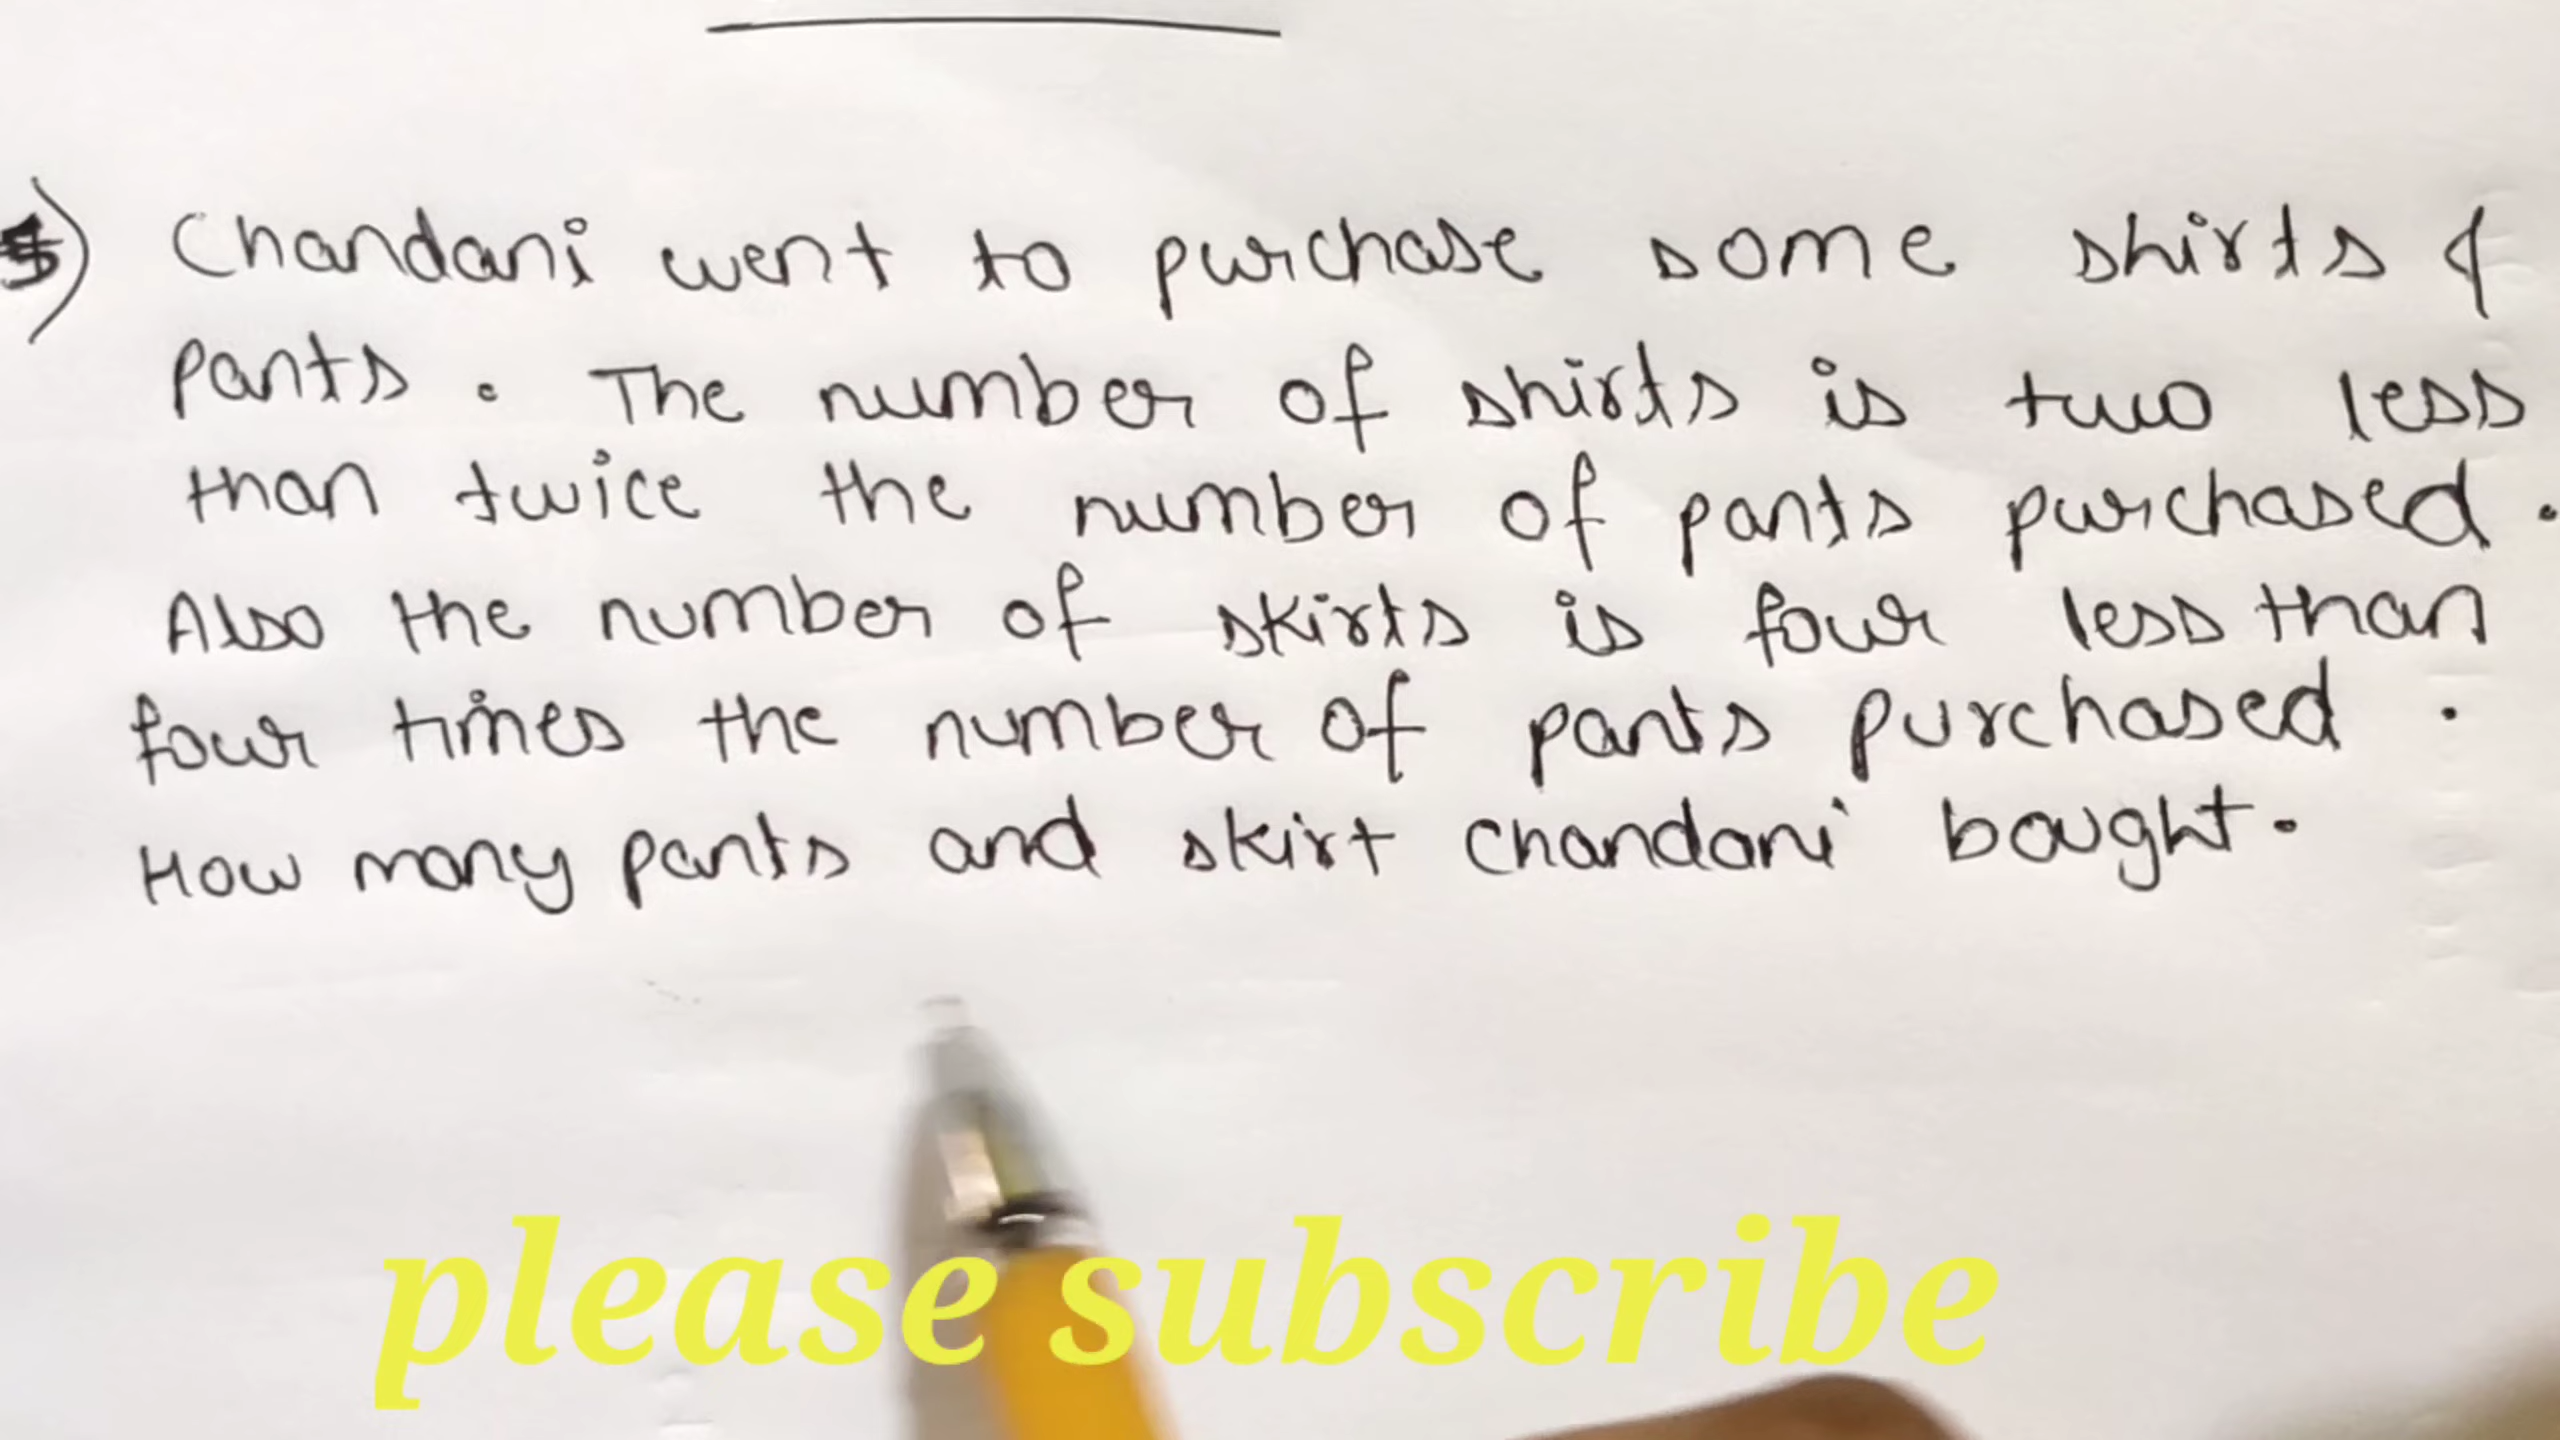 5) Chandani went to purchase some shirts &
pants. The number of shirts is two less
than twice the number of pants purchased.
Also the number of skirts is four less than
four times the number of pants purchased.
How many pants and skirt chandani bought.
please subscribe